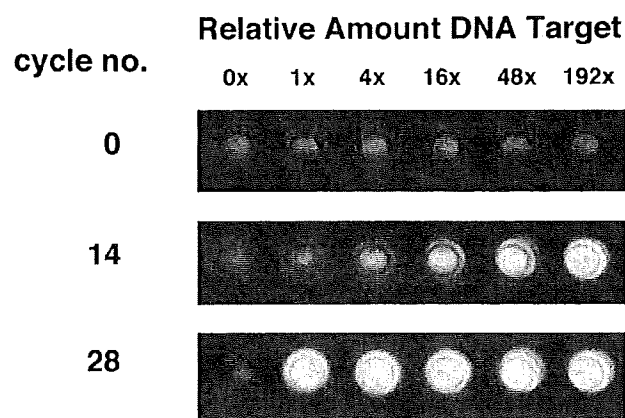 Relative Amount DNA Target
cycle no.
0x 1x 4x 16x 48x 192x
0
14
28